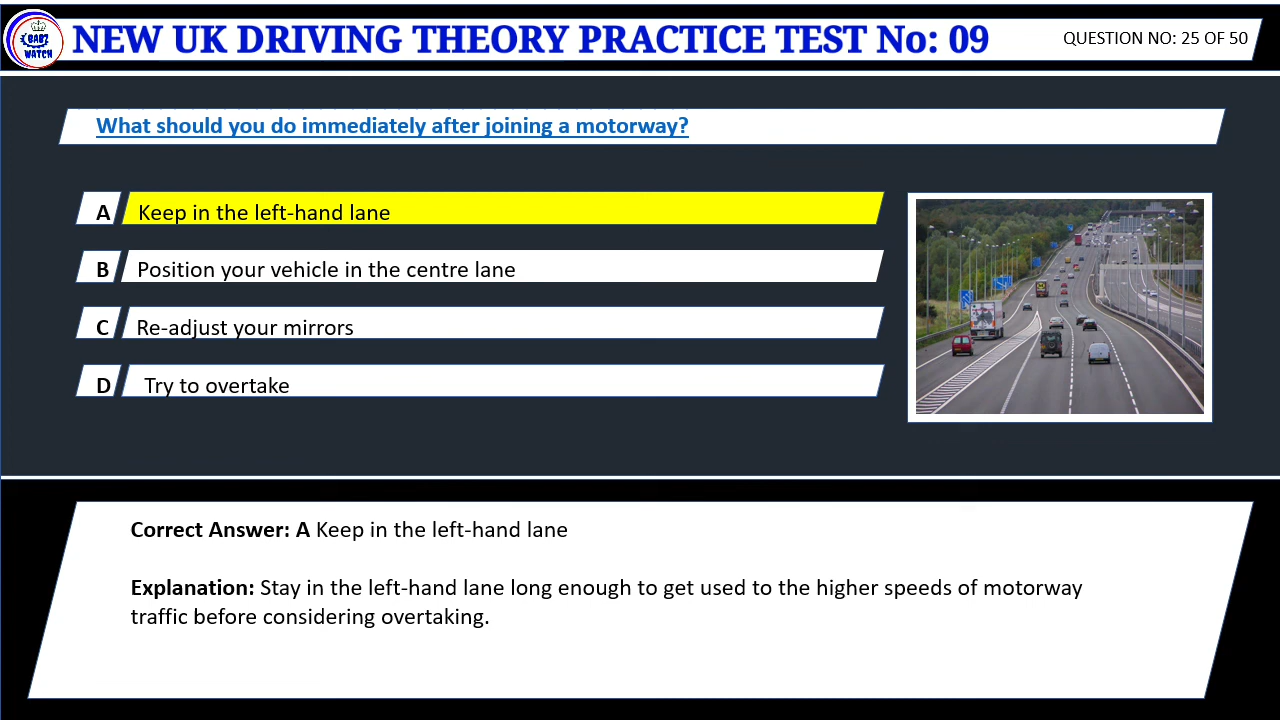 BABZ
WATCH
NEW UK DRIVING THEORY PRACTICE TEST No: 09
QUESTION NO: 25 OF 50
What should you do immediately after joining a motorway?
A Keep in the left-hand lane
B Position your vehicle in the centre lane
C Re-adjust your mirrors
D Try to overtake
Correct Answer: A Keep in the left-hand lane
Explanation: Stay in the left-hand lane long enough to get used to the higher speeds of motorway
traffic before considering overtaking.